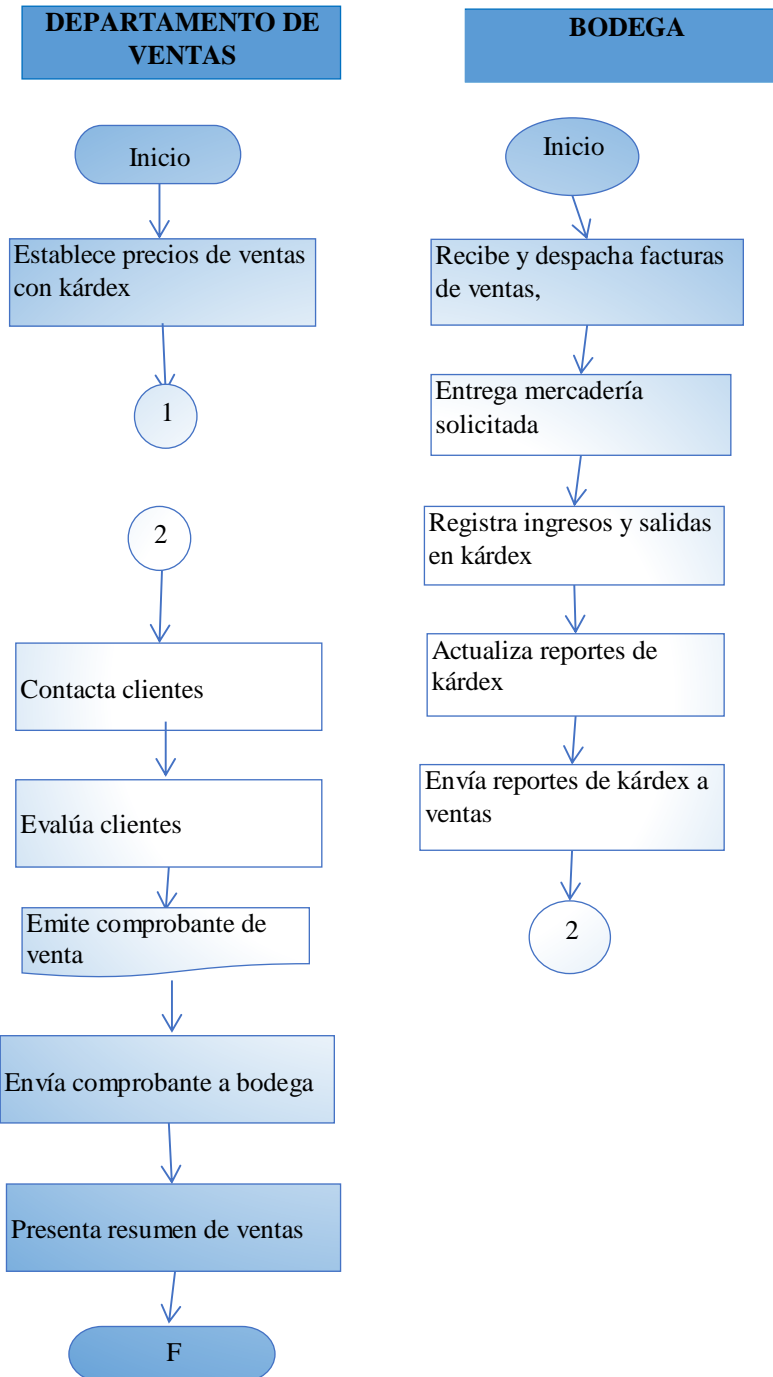 DEPARTAMENTO DE
VENTAS
Inicio
Establece precios de ventas
con kárdex
1
2
Contacta clientes
Evalúa clientes
Emite comprobante de
venta
Envía comprobante a bodega
Presenta resumen de ventas
F
BODEGA
Inicio
Recibe y despacha facturas
de ventas,
Entrega mercadería
solicitada
Registra ingresos y salidas
en kárdex
Actualiza reportes de
kárdex
Envía reportes de kárdex a
ventas
2